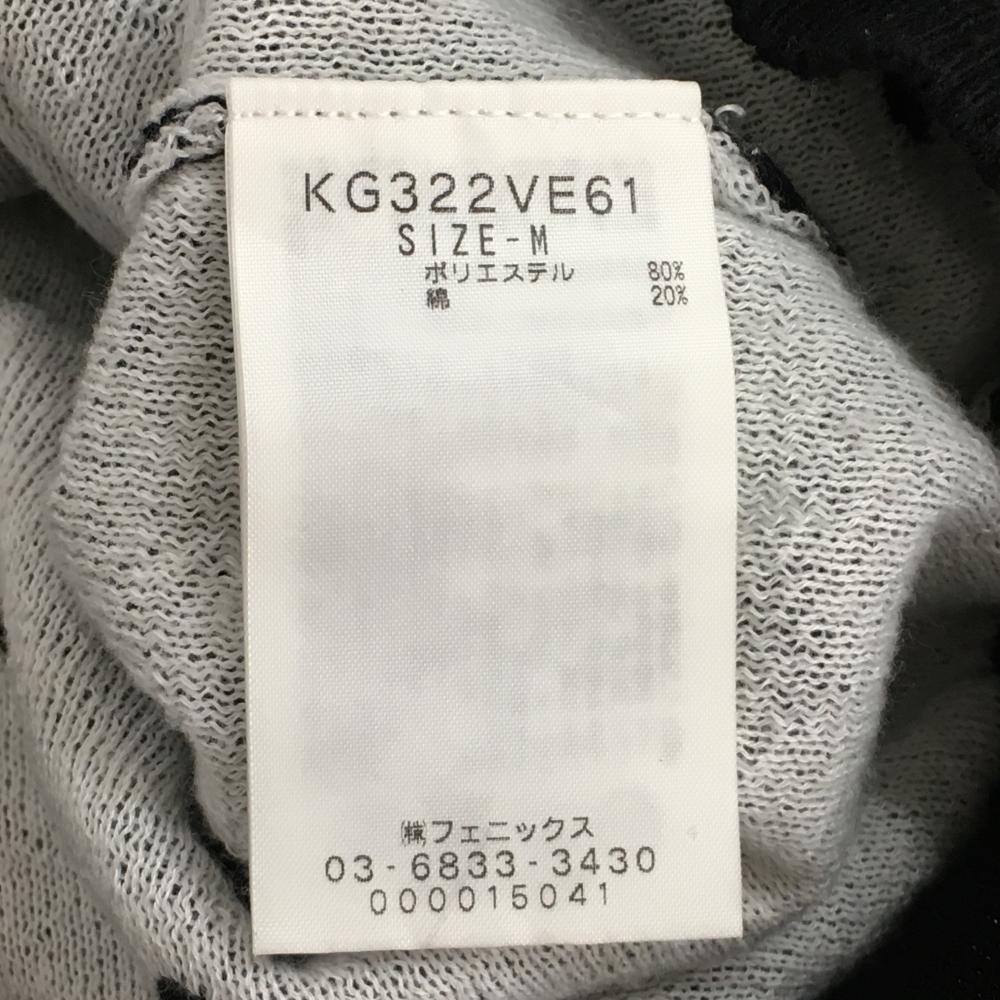 KG322VE61
SIZE-M
ポリエステル 80%
綿 20%
㈱フェニックス
03-6833-3430
000015041